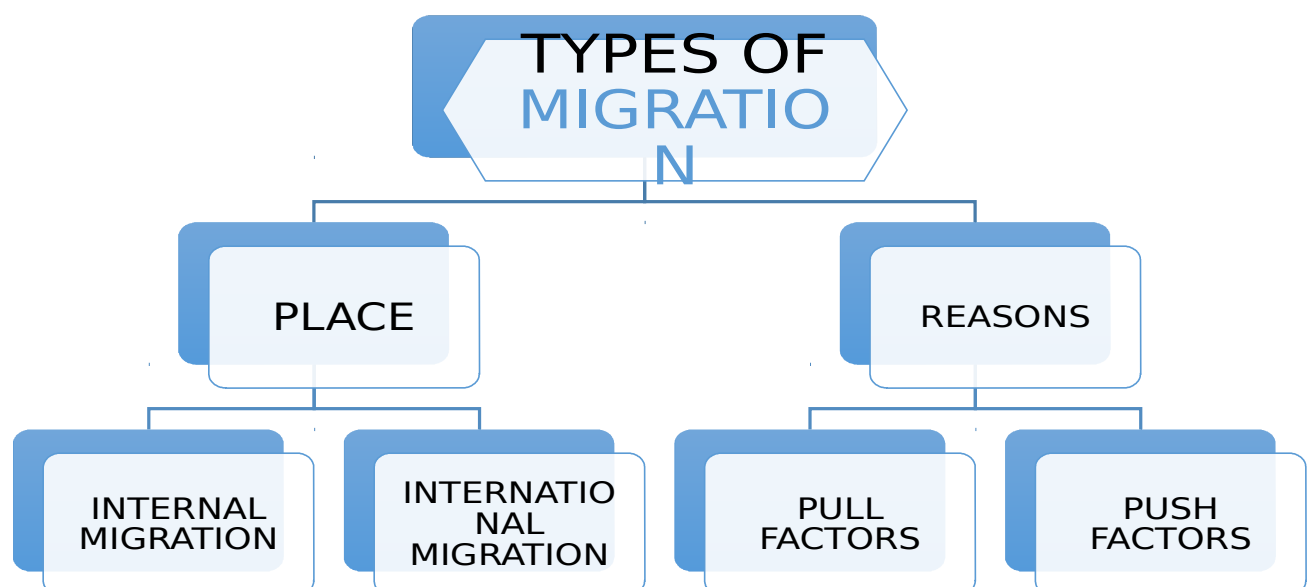 TYPES OF
MIGRATIO
N
PLACE
REASONS
INTERNAL
MIGRATION
INTERNATIO
NAL
MIGRATION
PULL
FACTORS
PUSH
FACTORS